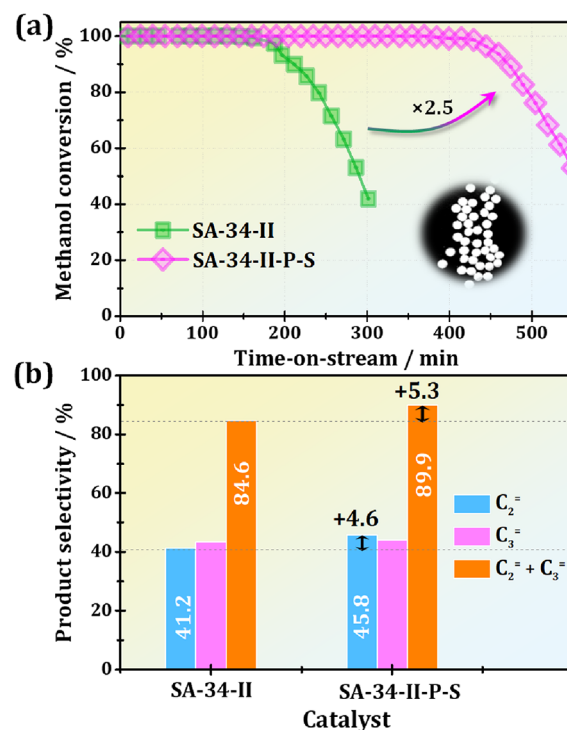 (a)
Methanol conversion / %
100
80
60
40
20
0
×2.5
SA-34-II
SA-34-II-P-S
0 100 200 300 400 500
Time-on-stream / min
(b)
Product selectivity / %
100
80
60
40
20
0
+5.3
+4.6
41.2
84.6
45.8
89.9
C₂⁼
C₃⁼
C₂⁼ + C₃⁼
SA-34-II SA-34-II-P-S
Catalyst